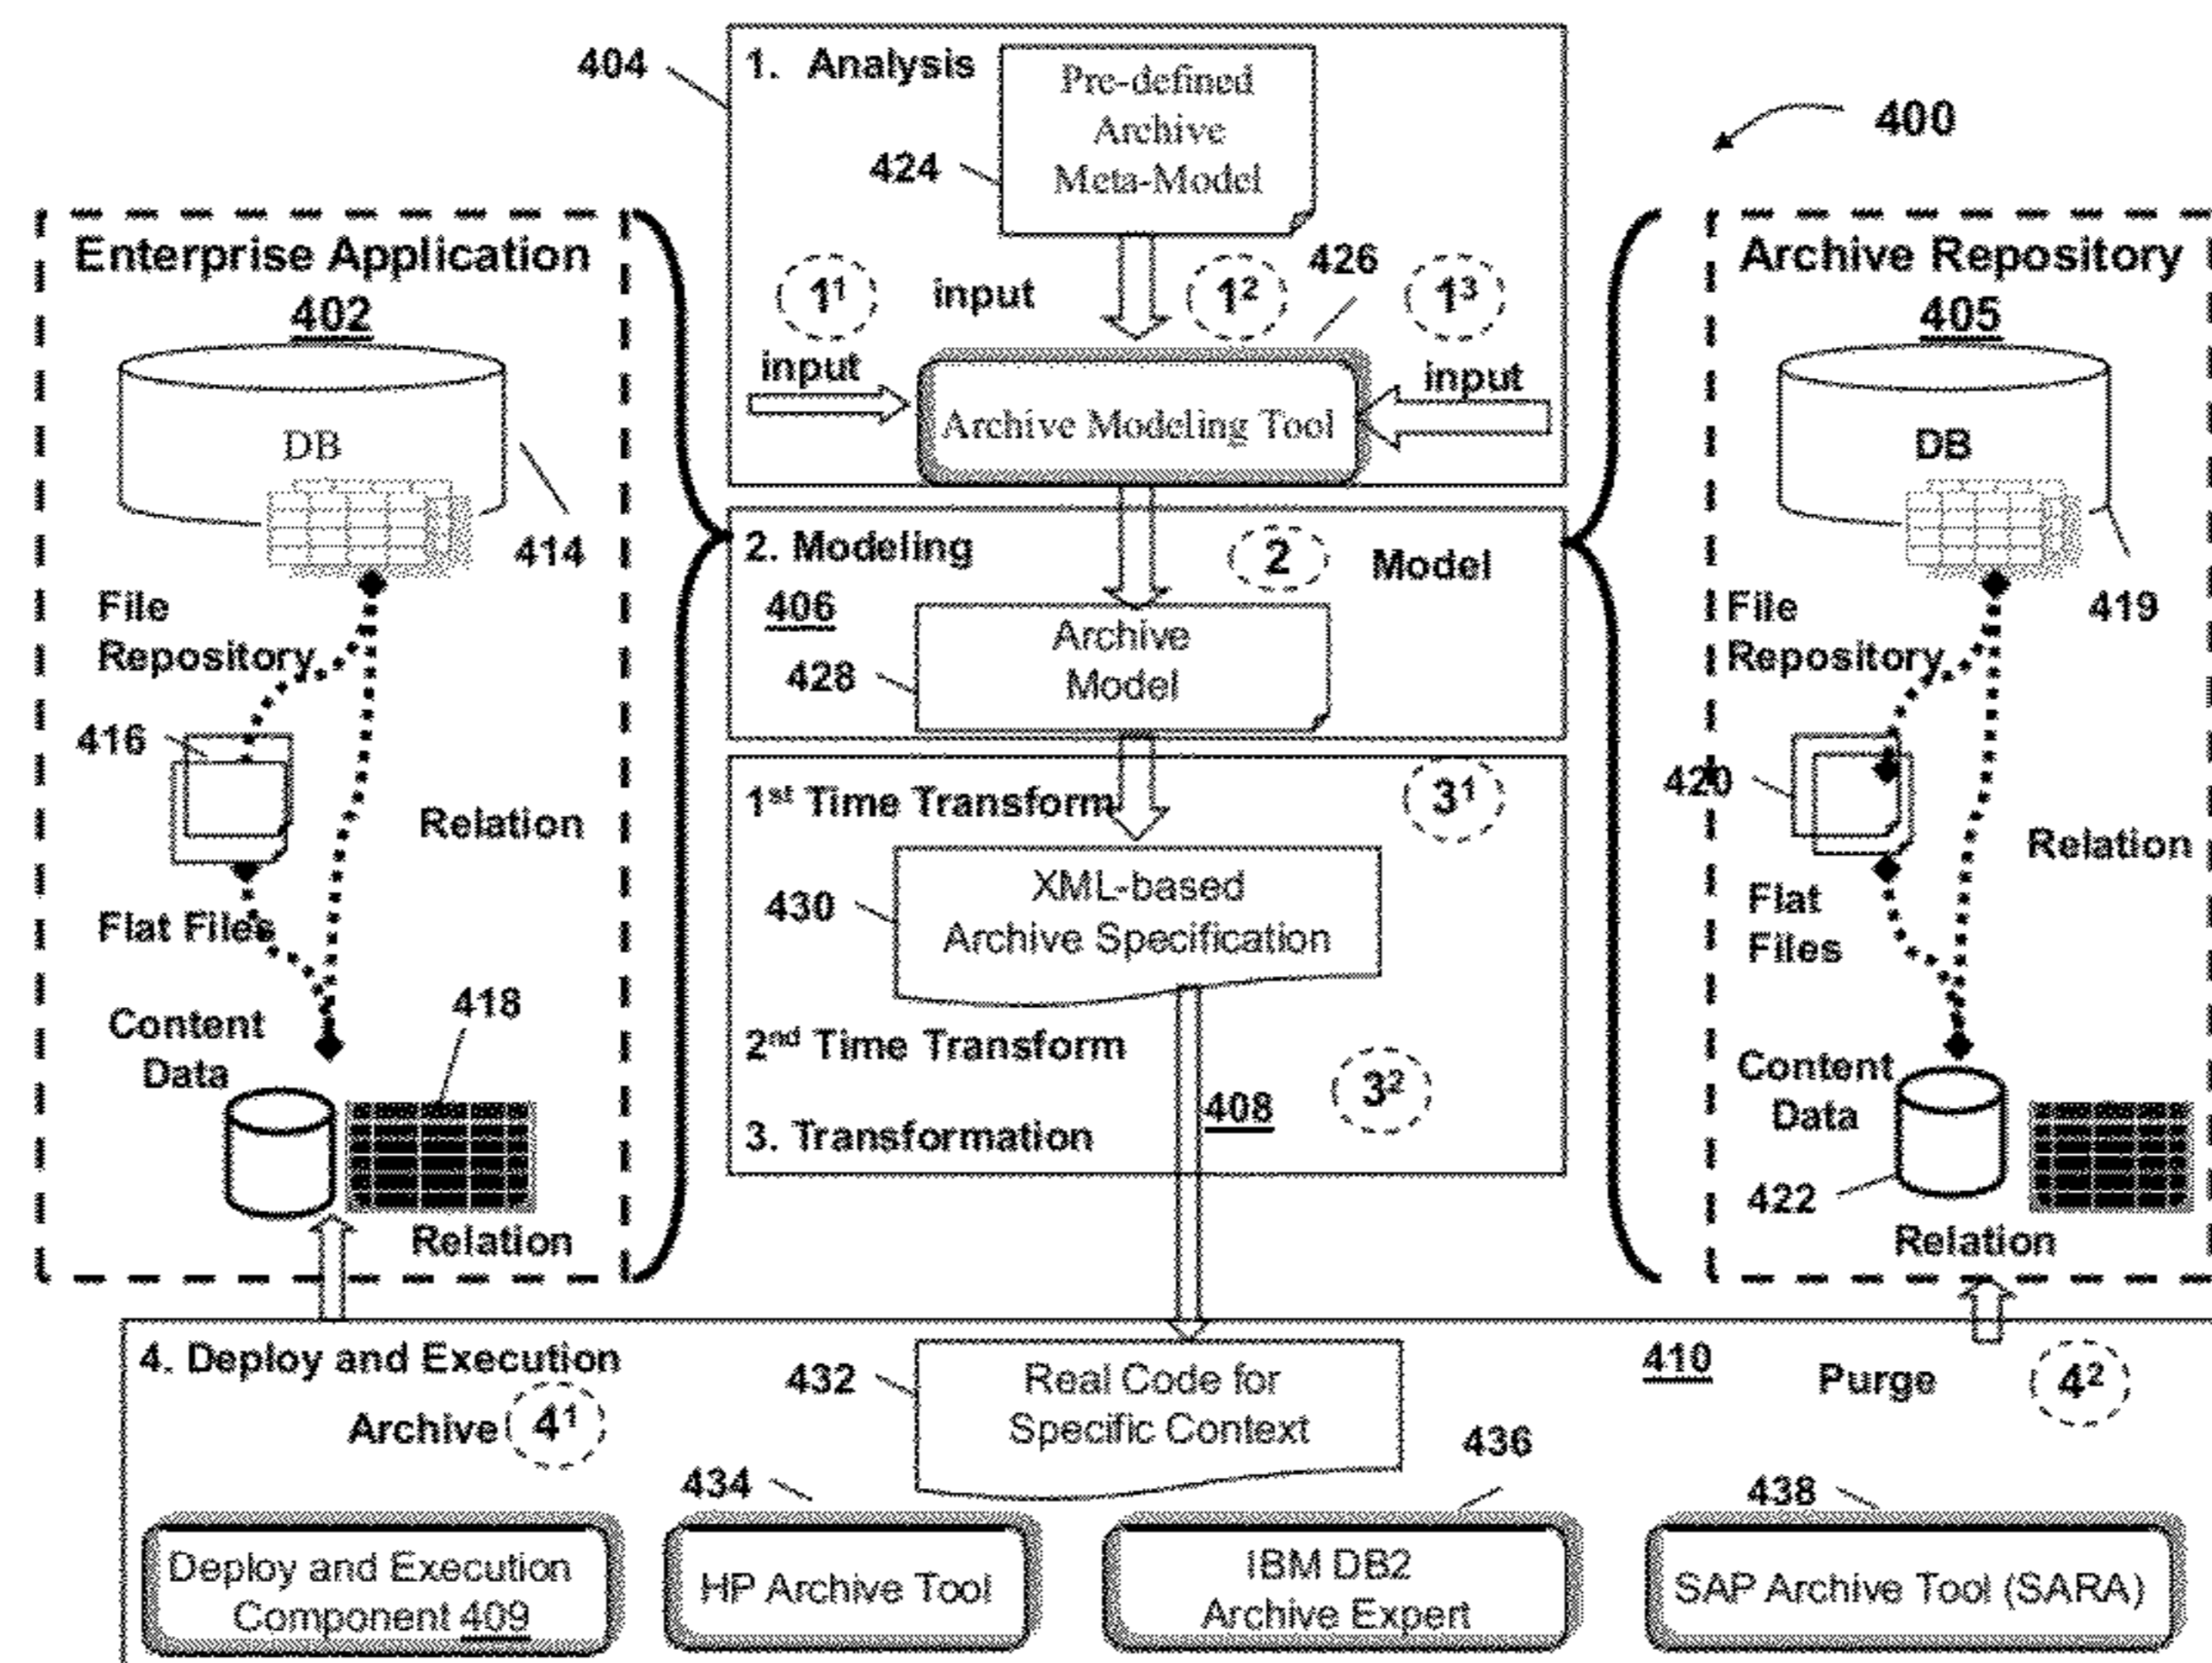 404
1. Analysis
Pre-defined
Archive
Meta-Model
424
400
Enterprise Application
402
DB
414
File
Repository
416
Relation
Flat Files
418
Content
Data
Relation
1¹
input
1²
426
1³
input
input
Archive Modeling Tool
2. Modeling
2
Model
406
Archive
Model
428
1st Time Transform
3¹
XML-based
Archive Specification
430
2nd Time Transform
408
3²
3. Transformation
Archive Repository
405
DB
419
File
Repository
420
Relation
Flat
Files
Content
Data
422
Relation
4. Deploy and Execution
Archive 4¹
432
Real Code for
Specific Context
410
Purge
4²
434
436
438
Deploy and Execution
Component 409
HP Archive Tool
IBM DB2
Archive Expert
SAP Archive Tool (SARA)